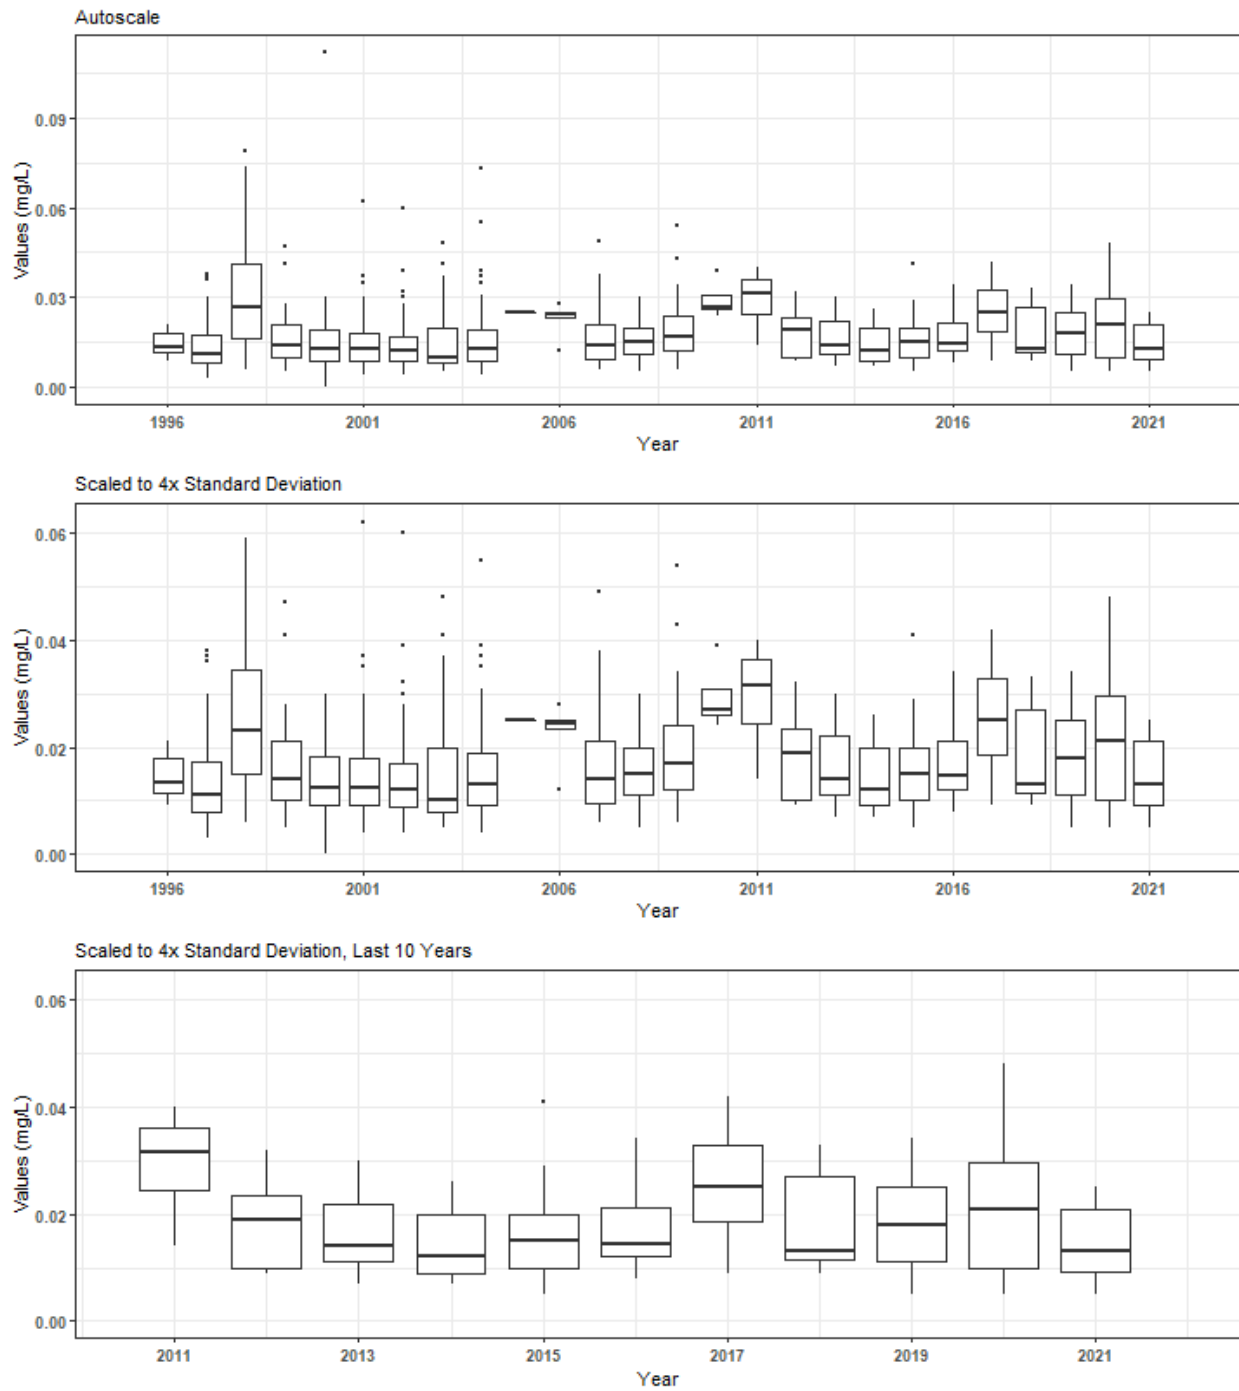 Autoscale
0.09
0.06
0.03
0.00
Values (mg/L)
1996 2001 2006 2011 2016 2021
Year
Scaled to 4x Standard Deviation
0.06
0.04
0.02
0.00
Values (mg/L)
1996 2001 2006 2011 2016 2021
Year
Scaled to 4x Standard Deviation, Last 10 Years
0.06
0.04
0.02
0.00
Values (mg/L)
2011 2013 2015 2017 2019 2021
Year